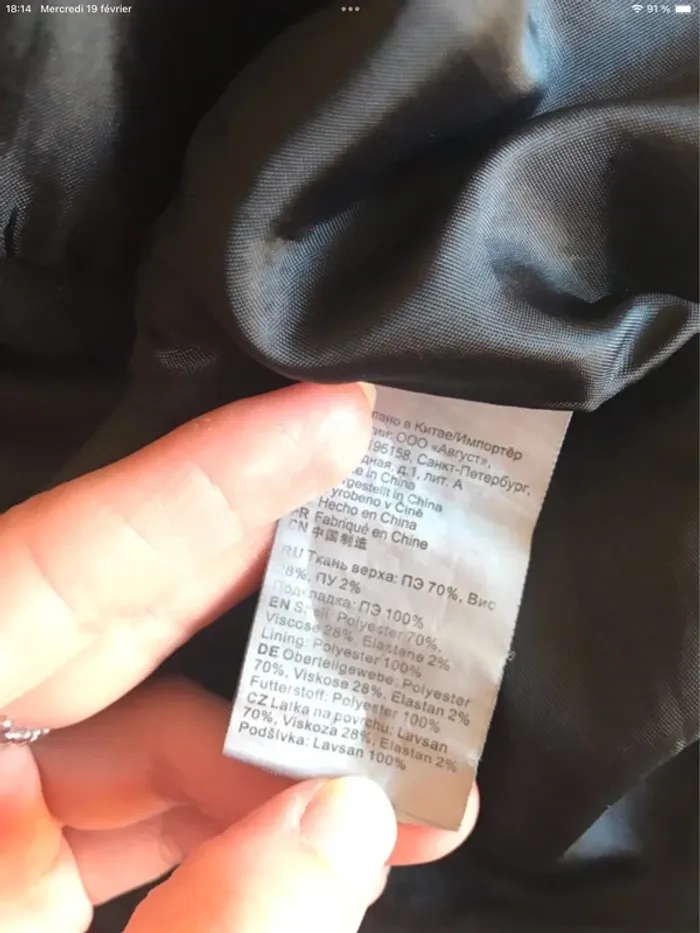 18:14 Mercredi 19 février
91 %
в Китае/Импортёр
ООО «Август»,
196158, Санкт-Петербург,
д.1, лит. А
in China
in China
v Číně
Hecho en China
FR Fabriqué en Chine
CN 中国制造
RU Ткань верха: ПЭ 70%, Вис
28%, ПУ 2%
Подкладка: ПЭ 100%
EN Shell: Polyester 70%,
Viscose 28%, Elastane 2%
Lining: Polyester 100%
DE Oberteilgewebe: Polyester
70%, Viskose 28%, Elastan 2%
Futterstoff: Polyester 100%
CZ Látka na povrchu: Lavsan
70%, Viskoza 28%, Elastan 2%
Podšívka: Lavsan 100%